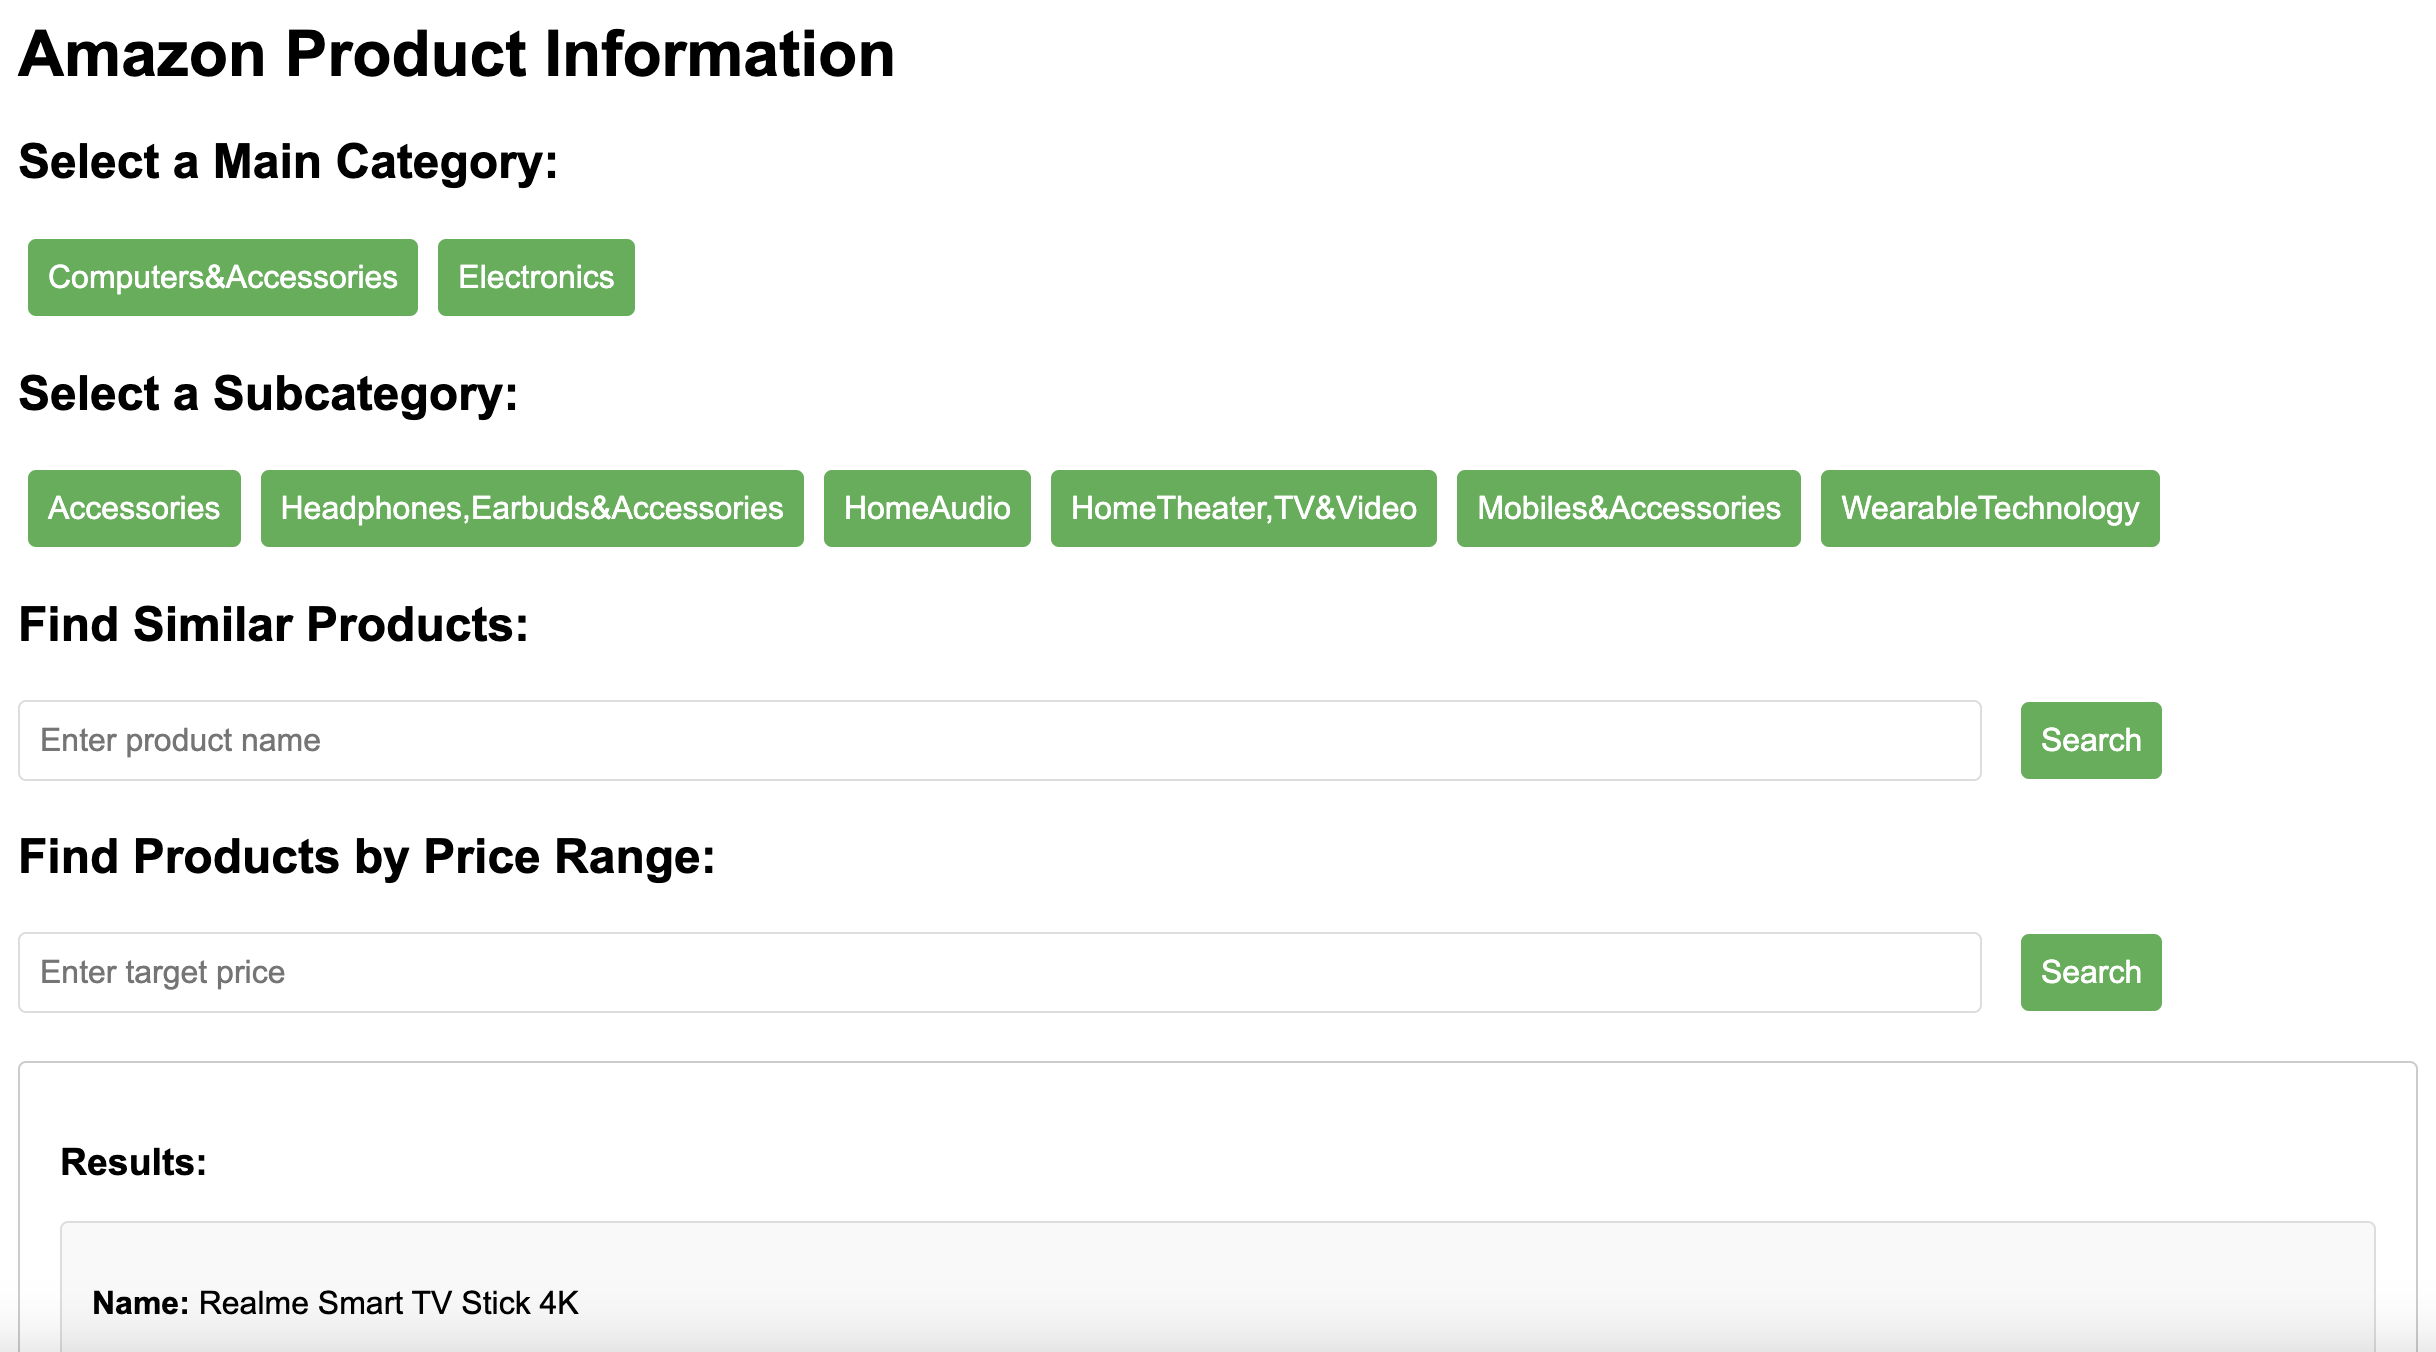 Amazon Product Information
Select a Main Category:
Computers&Accessories Electronics
Select a Subcategory:
Accessories Headphones,Earbuds&Accessories HomeAudio HomeTheater,TV&Video Mobiles&Accessories WearableTechnology
Find Similar Products:
Enter product name Search
Find Products by Price Range:
Enter target price Search
Results:
Name: Realme Smart TV Stick 4K